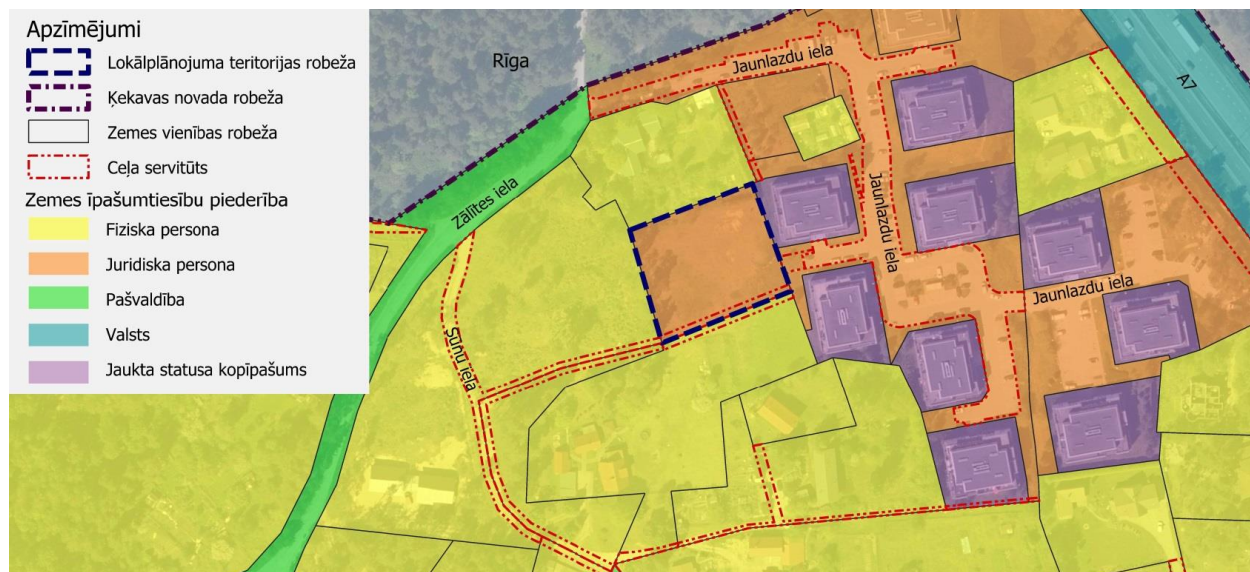 Apzīmējumi
Lokālplānojuma teritorijas robeža
Ķekavas novada robeža
Zemes vienības robeža
Ceļa servitūts
Zemes īpašumtiesību piederība
Fiziska persona
Juridiska persona
Pašvaldība
Valsts
Jaukta statusa kopīpašums
Rīga
Jaunlazdu iela
A7
Zālītes iela
Jaunlazdu iela
Jaunlazdu iela
Sūnu iela